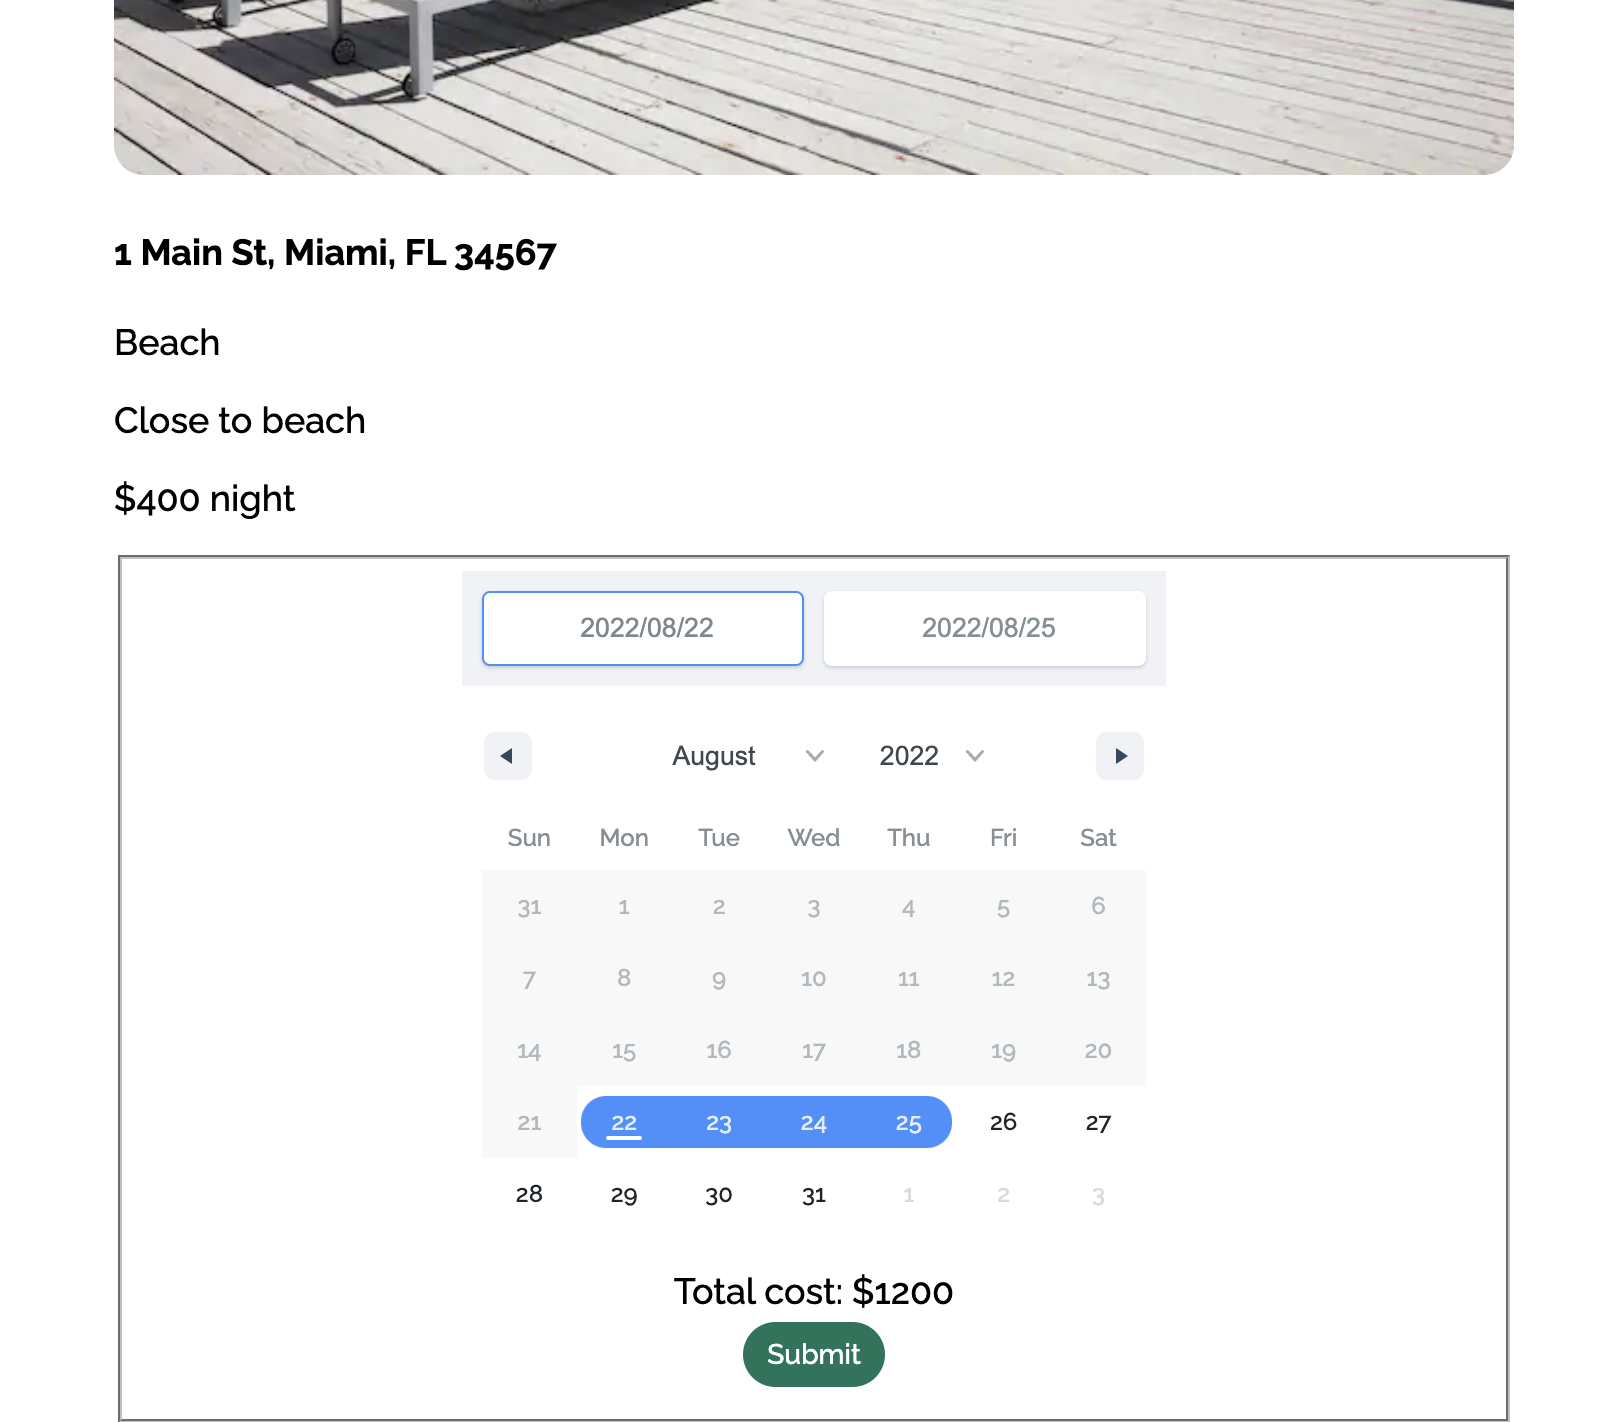 1 Main St, Miami, FL 34567
Beach
Close to beach
$400 night
2022/08/22 2022/08/25
August 2022
Sun Mon Tue Wed Thu Fri Sat
31 1 2 3 4 5 6
7 8 9 10 11 12 13
14 15 16 17 18 19 20
21 22 23 24 25 26 27
28 29 30 31 1 2 3
Total cost: $1200
Submit